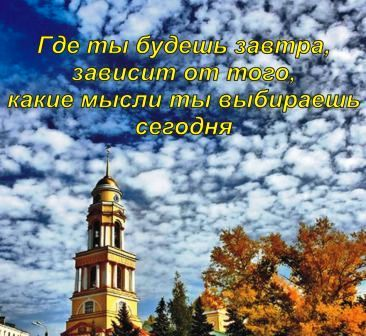 Где ты будешь завтра,
зависит от того,
какие мысли ты выбираешь
сегодня